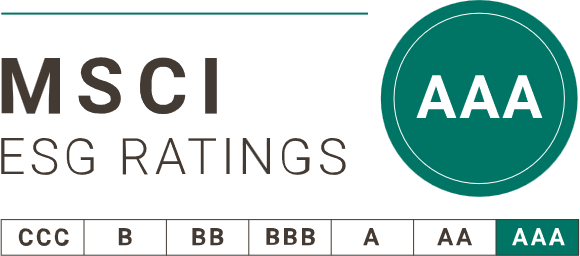 MSCI
ESG RATINGS
AAA
CCC B BB BBB A AA AAA